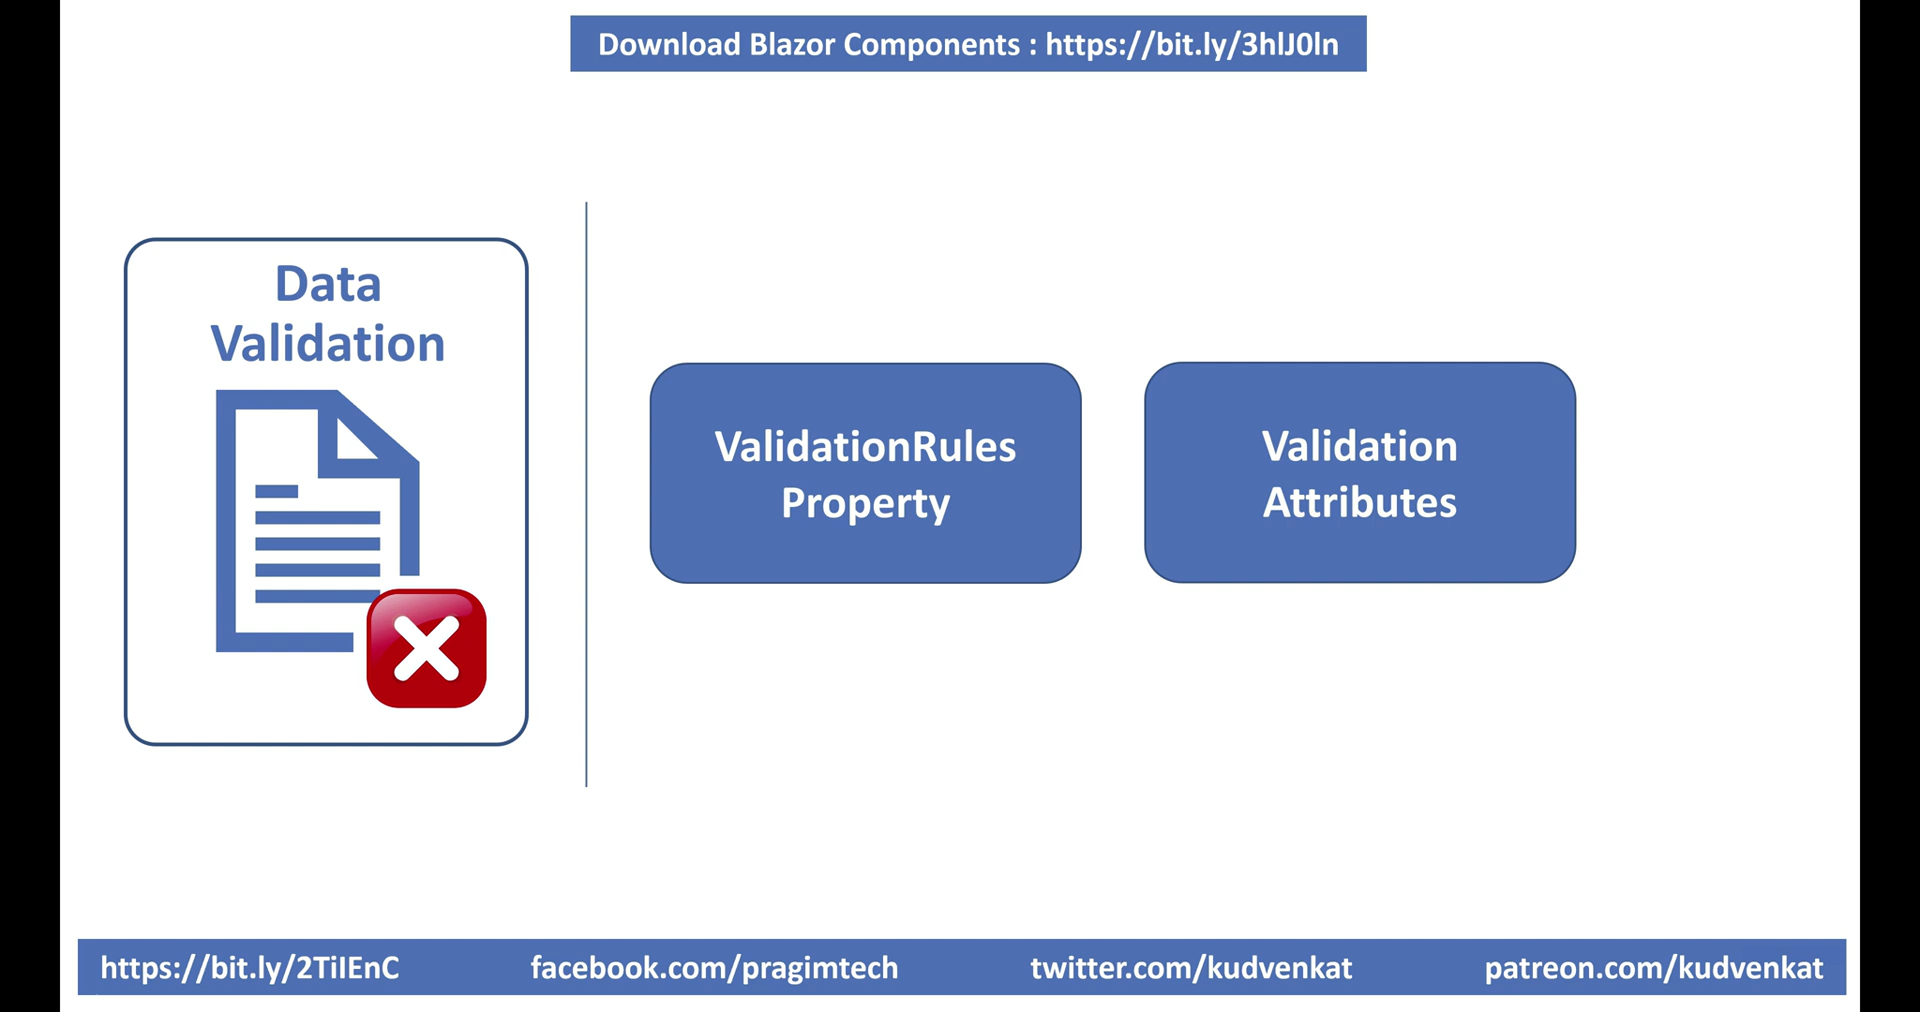 Download Blazor Components : https://bit.ly/3hlJ0ln
Data
Validation
ValidationRules
Property
Validation
Attributes
https://bit.ly/2TiIEnC
facebook.com/pragimtech
twitter.com/kudvenkat
patreon.com/kudvenkat